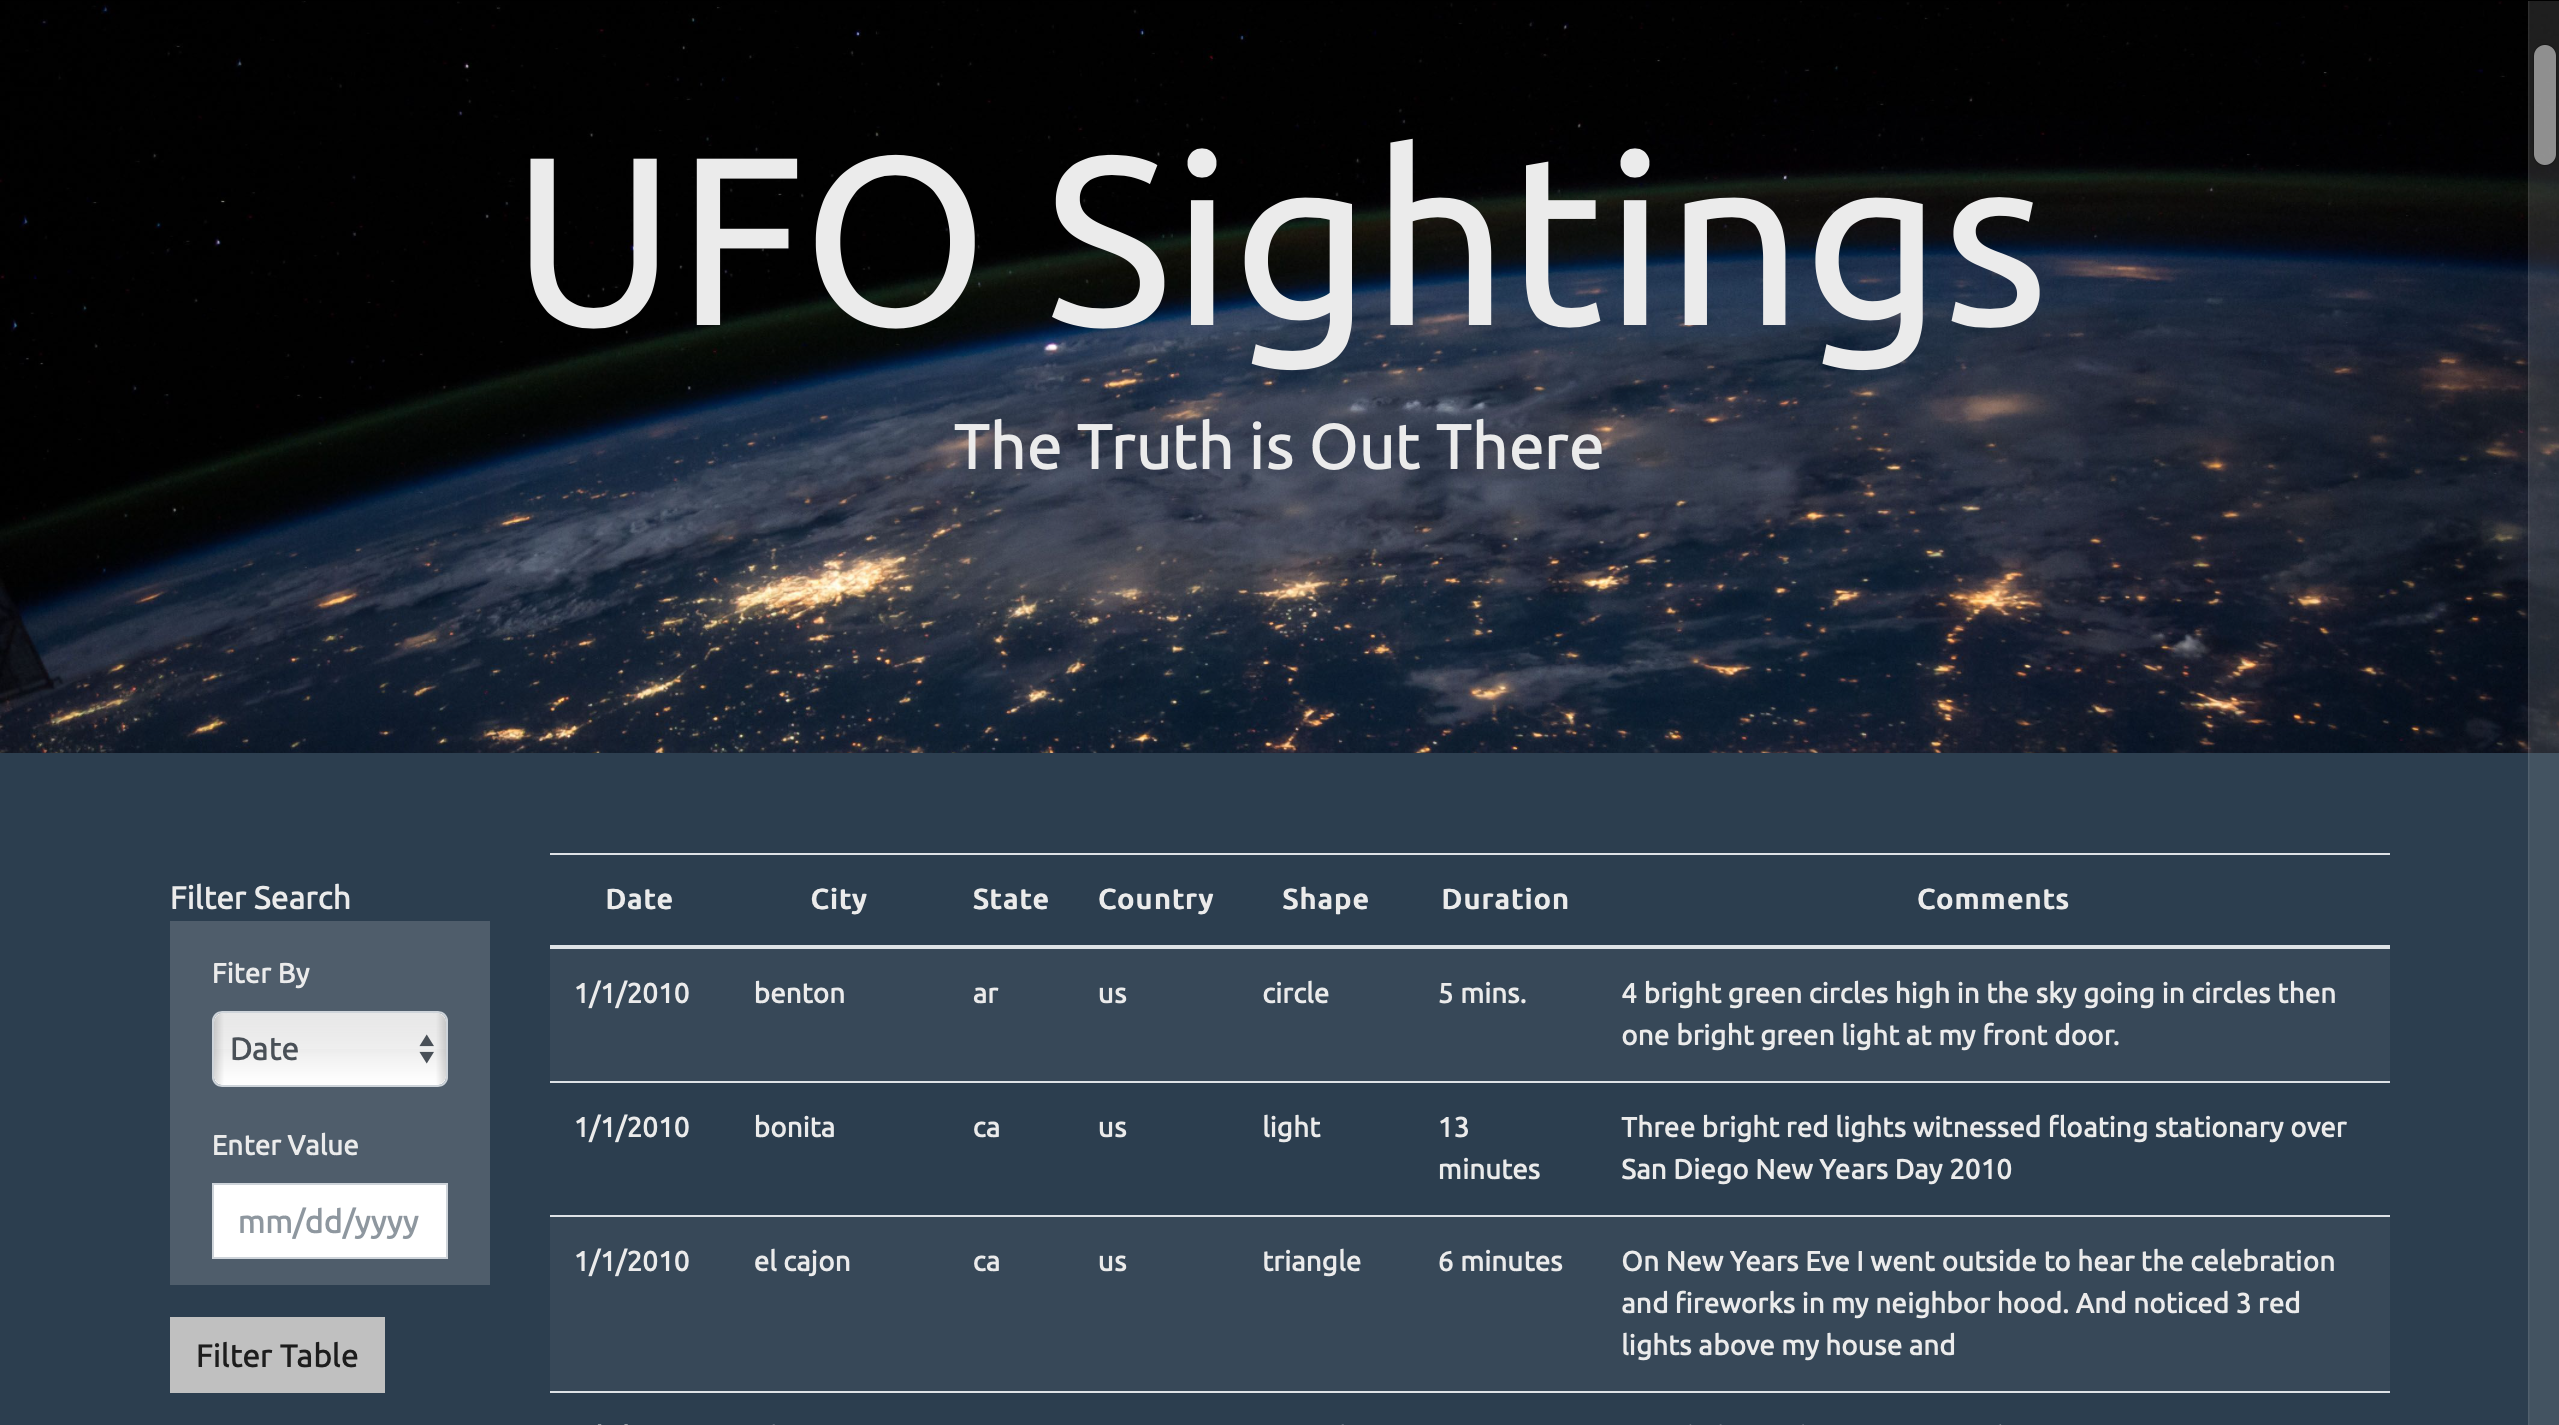 UFO Sightings
The Truth is Out There
Filter Search
Fiter By
Date
Enter Value
mm/dd/yyyy
Filter Table
Date City State Country Shape Duration Comments
1/1/2010 benton ar us circle 5 mins. 4 bright green circles high in the sky going in circles then
one bright green light at my front door.
1/1/2010 bonita ca us light 13 Three bright red lights witnessed floating stationary over
minutes San Diego New Years Day 2010
1/1/2010 el cajon ca us triangle 6 minutes On New Years Eve I went outside to hear the celebration
and fireworks in my neighbor hood. And noticed 3 red
lights above my house and